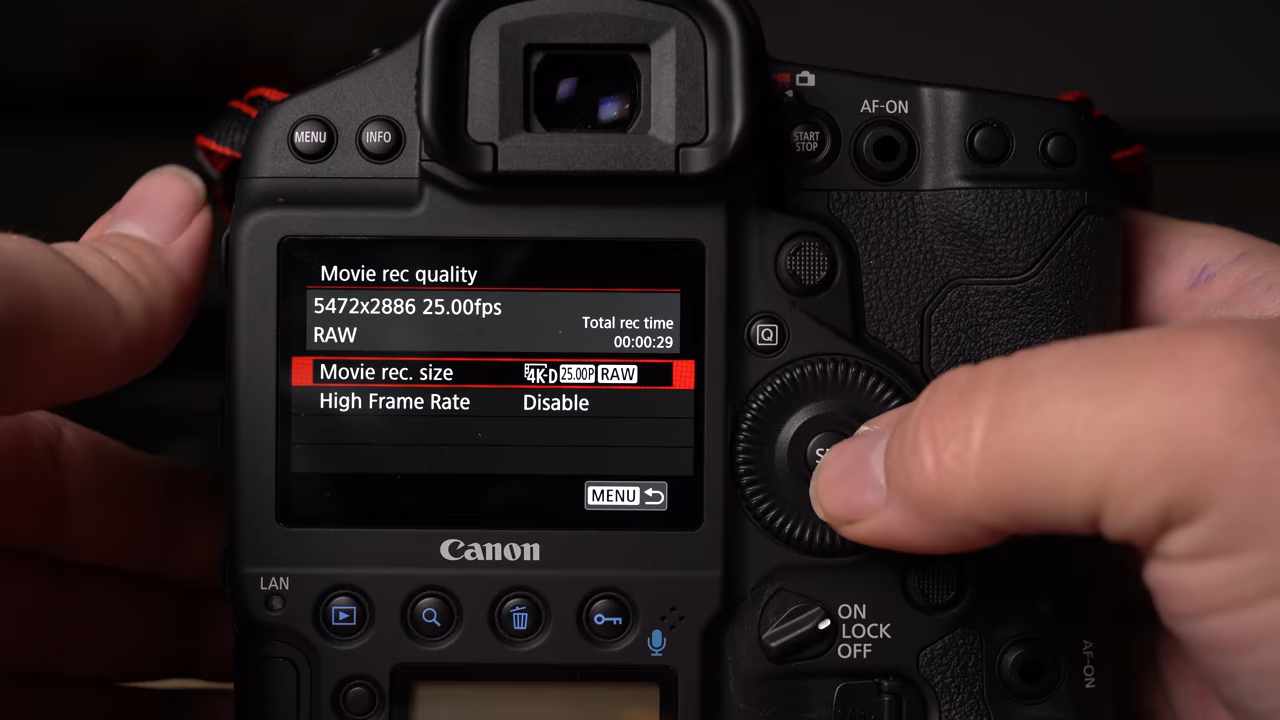 AF-ON
MENU
INFO
START
STOP
Movie rec quality
5472x2886 25.00fps
RAW
Total rec time
00:00:29
Movie rec. size
4K-D 25.00P RAW
High Frame Rate
Disable
MENU
Q
Canon
LAN
ON
LOCK
OFF
AF-ON